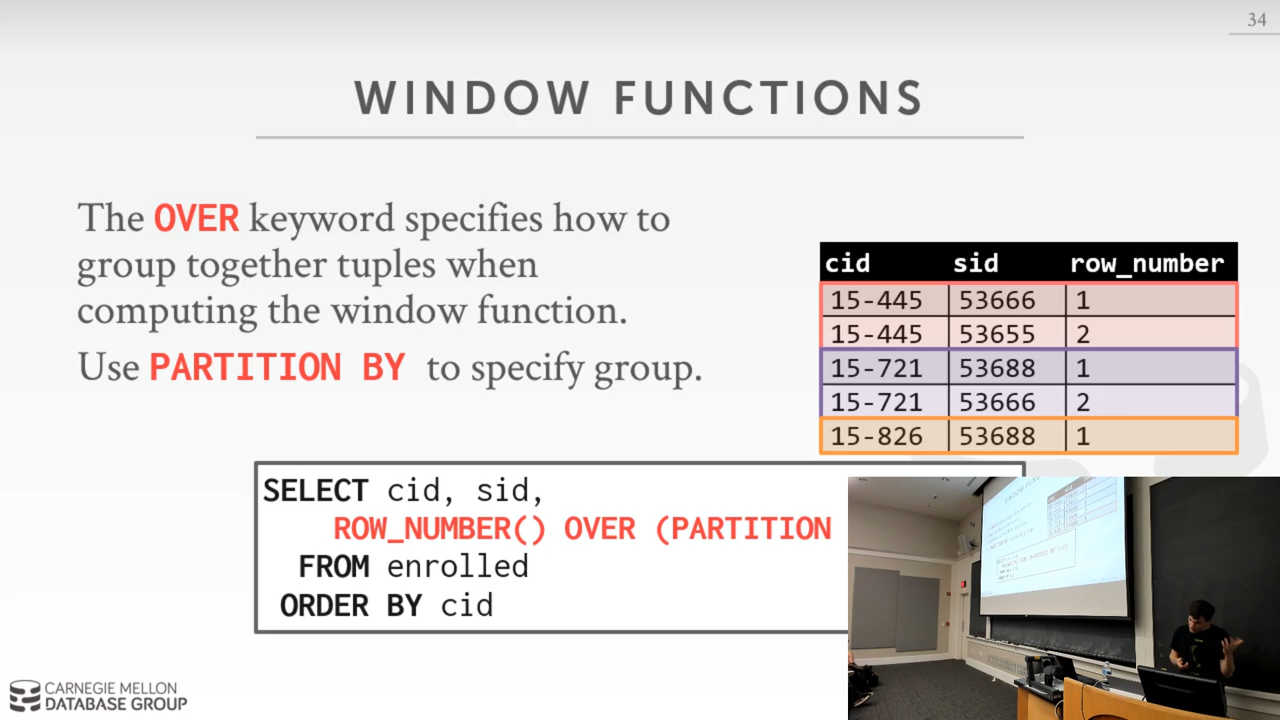 34
WINDOW FUNCTIONS
The OVER keyword specifies how to
group together tuples when
computing the window function.
Use PARTITION BY to specify group.
cid sid row_number
15-445 53666 1
15-445 53655 2
15-721 53688 1
15-721 53666 2
15-826 53688 1
SELECT cid, sid,
ROW_NUMBER() OVER (PARTITION
FROM enrolled
ORDER BY cid
CARNEGIE MELLON
DATABASE GROUP